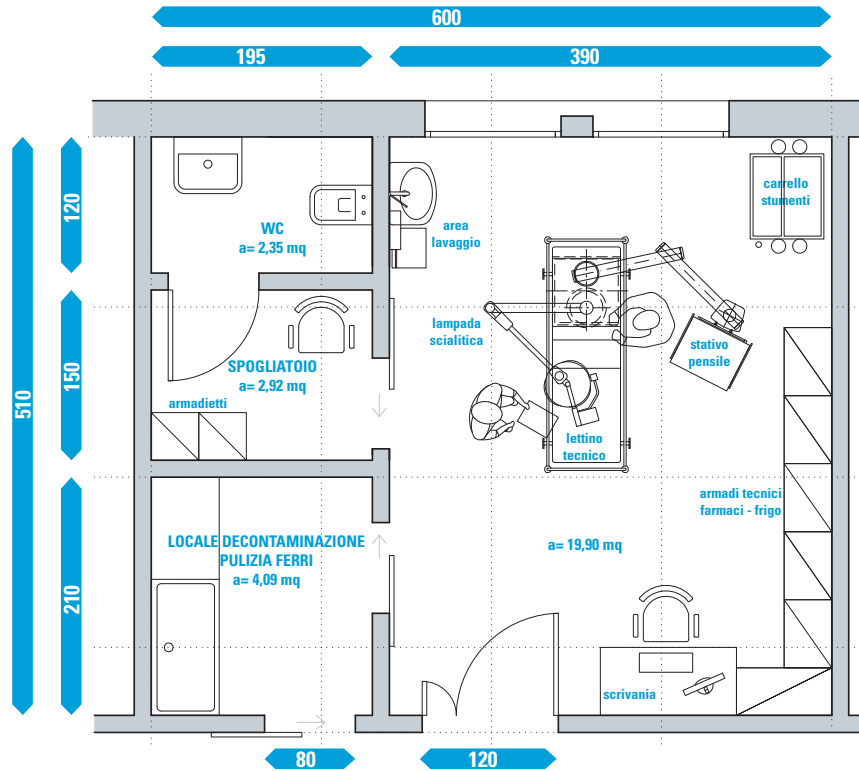 600
195
390
120
150
510
210
WC
a= 2,35 mq
area
lavaggio
carrello
stumenti
lampada
scialitica
stativo
pensile
SPOGLIATOIO
a= 2,92 mq
armadietti
lettino
tecnico
armadi tecnici
farmaci - frigo
LOCALE DECONTAMINAZIONE
PULIZIA FERRI
a= 4,09 mq
a= 19,90 mq
scrivania
80
120